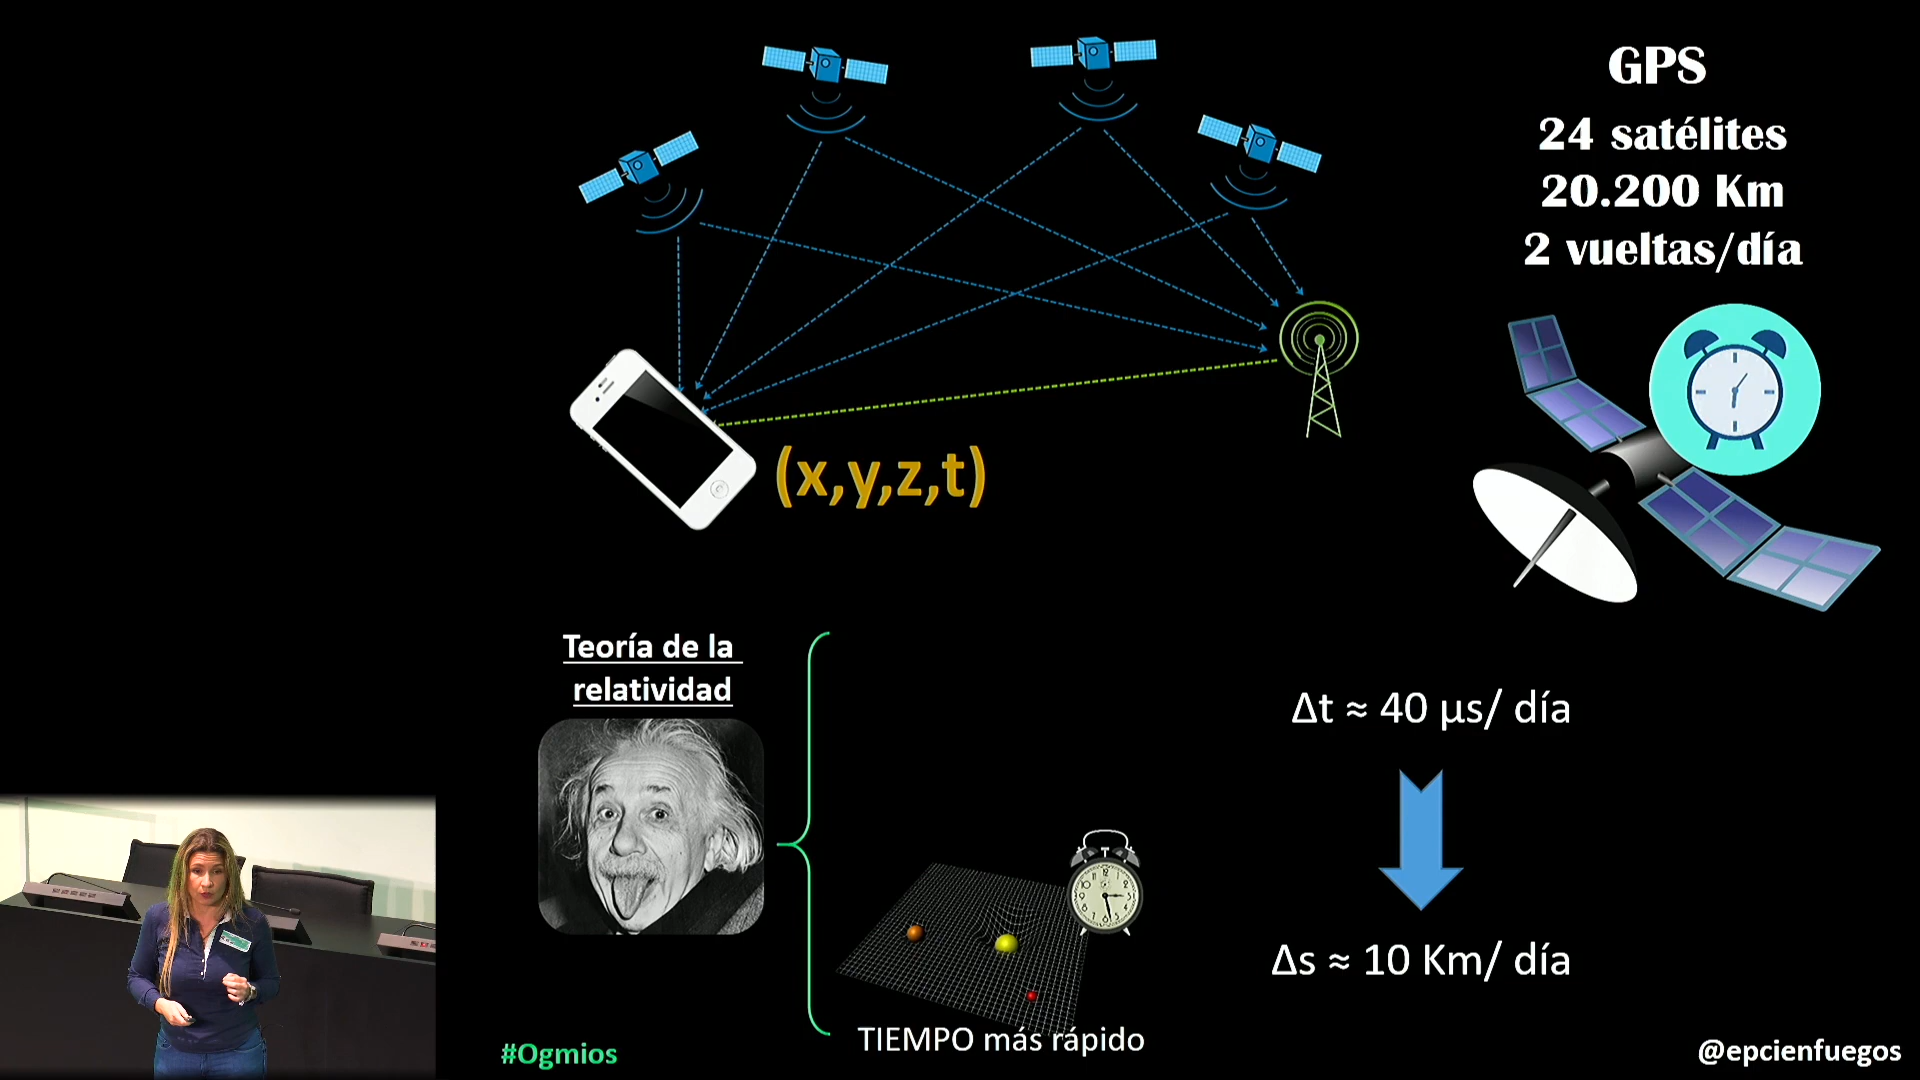 GPS
24 satélites
20.200 Km
2 vueltas/día
(x,y,z,t)
Teoría de la
relatividad
Δt ≈ 40 µs/ día
Δs ≈ 10 Km/ día
TIEMPO más rápido
#Ogmios
@epcienfuegos